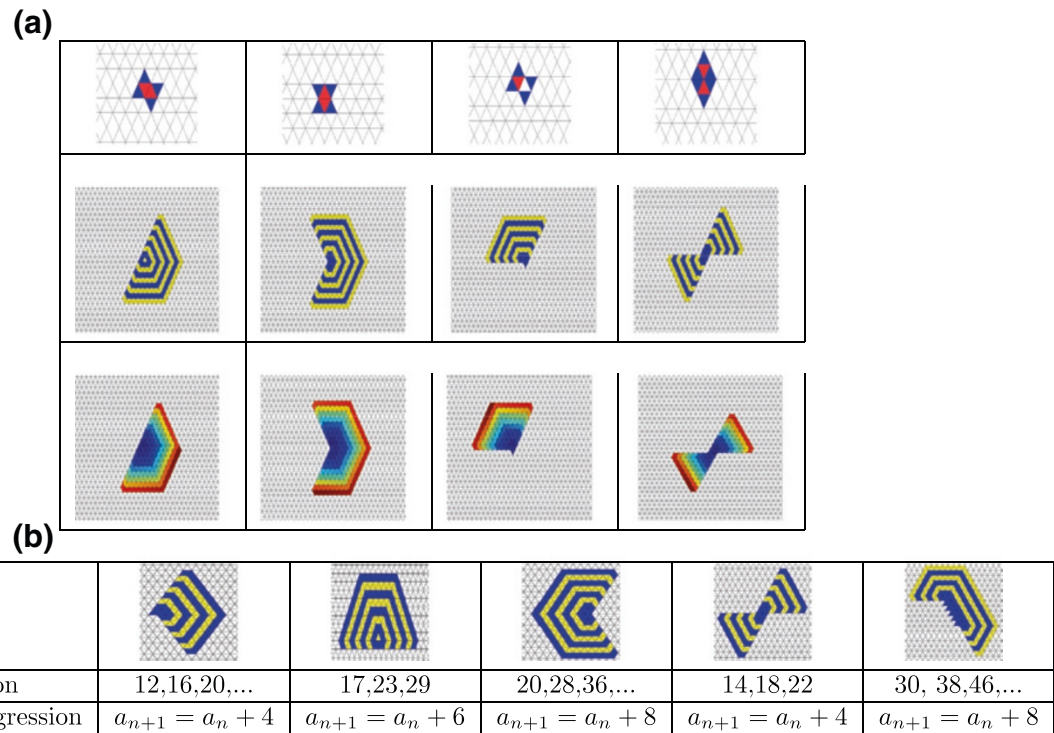 (a)
(b)
on 12,16,20,... 17,23,29 20,28,36,... 14,18,22 30, 38,46,...
gression a_{n+1} = a_n + 4 a_{n+1} = a_n + 6 a_{n+1} = a_n + 8 a_{n+1} = a_n + 4 a_{n+1} = a_n + 8